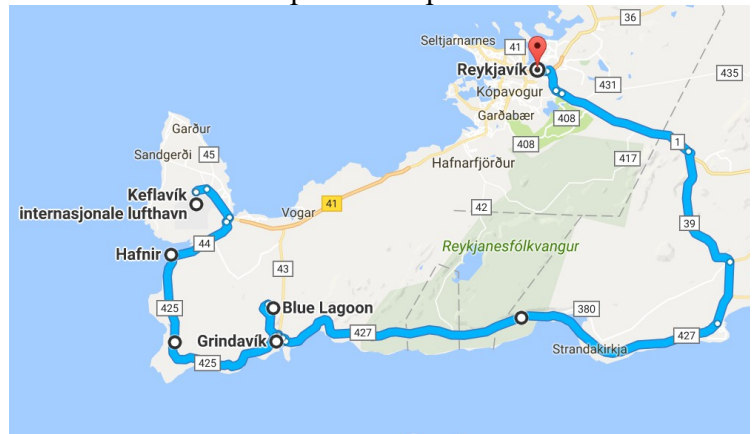 36
Seltjarnarnes
41
Reykjavík
435
Kópavogur
431
Garðabær
408
Garður
408
1
Sandgerði
45
417
Hafnarfjörður
Keflavík
internasjonale lufthavn
Vogar
41
42
39
44
Hafnir
Reykjanesfólkvangur
43
425
Blue Lagoon
380
Grindavík
427
427
Strandakirkja
425